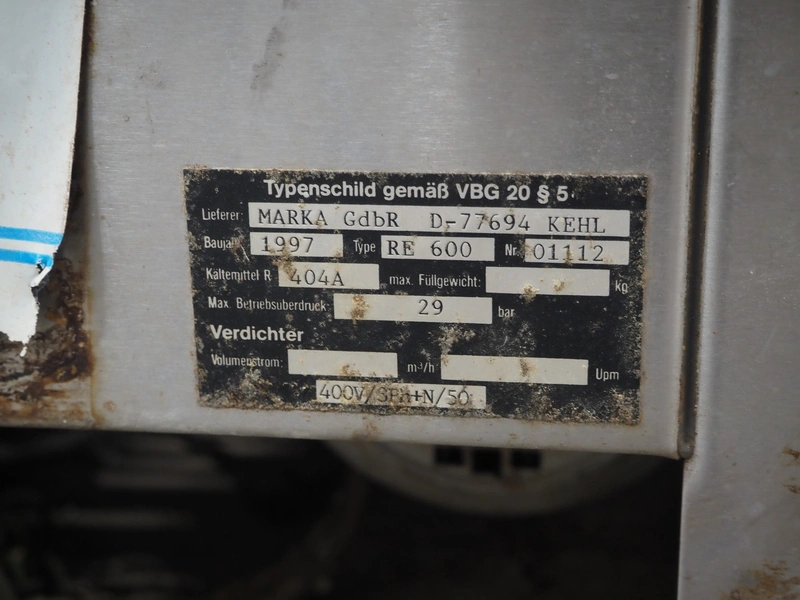 Typenschild gemäß VBG 20 § 5
Lieferer: MARKA GdbR D-77694 KEHL
Baujahr 1997 Type RE 600 Nr. 01112
Kältemittel R 404A max. Füllgewicht: kg
Max. Betriebsüberdruck: 29 bar
Verdichter
Volumenstrom: m³/h Upm
400V/3PH+N/50